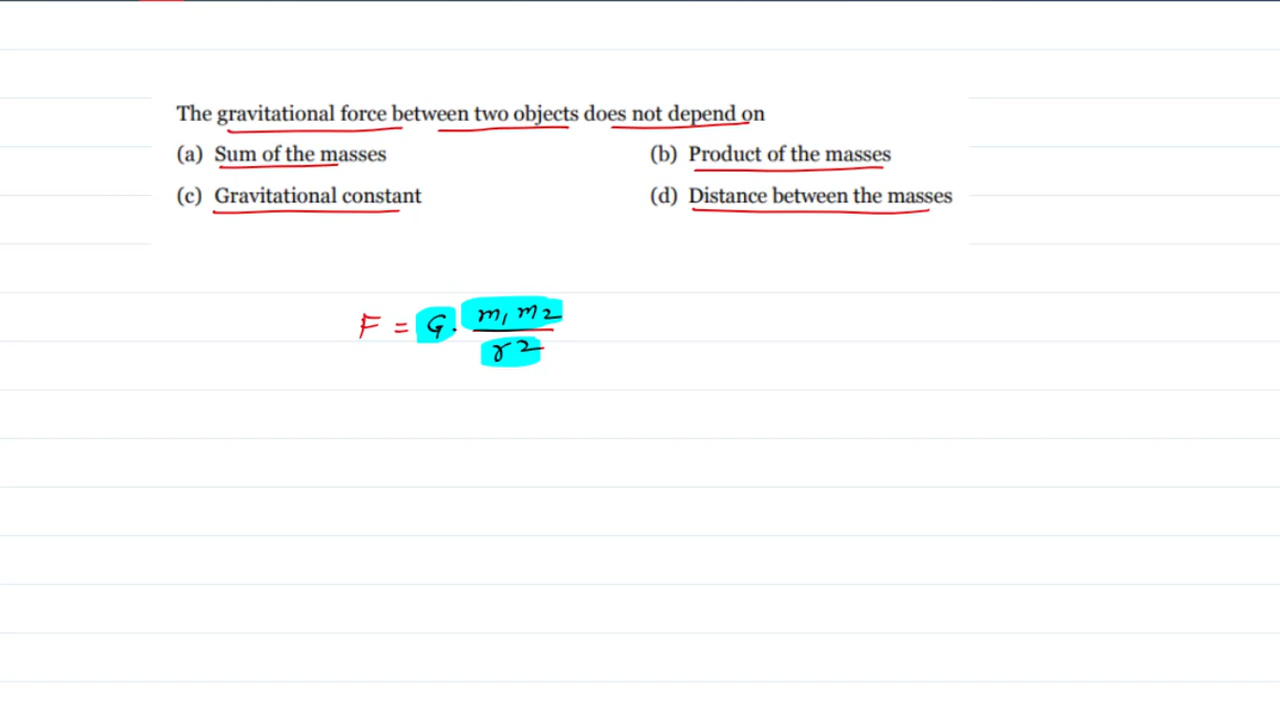 The gravitational force between two objects does not depend on
(a) Sum of the masses (b) Product of the masses
(c) Gravitational constant (d) Distance between the masses
F = G . m1 m2
r2